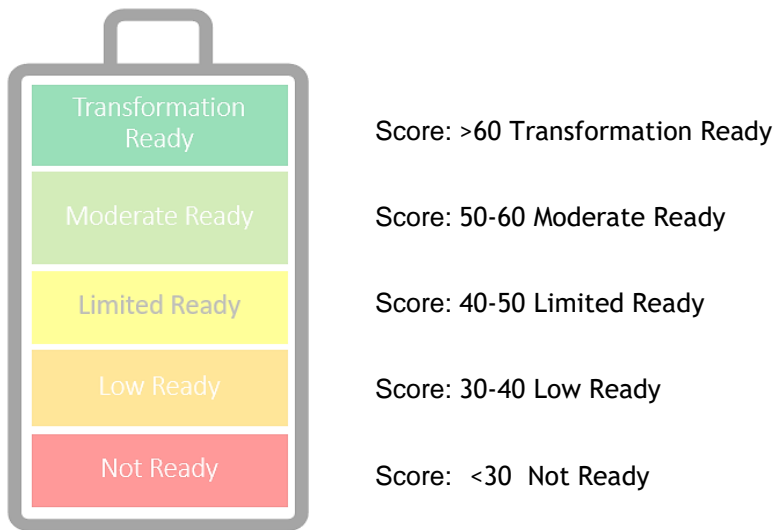 Transformation
Ready
Score: >60 Transformation Ready
Moderate Ready
Score: 50-60 Moderate Ready
Limited Ready
Score: 40-50 Limited Ready
Low Ready
Score: 30-40 Low Ready
Not Ready
Score: <30 Not Ready